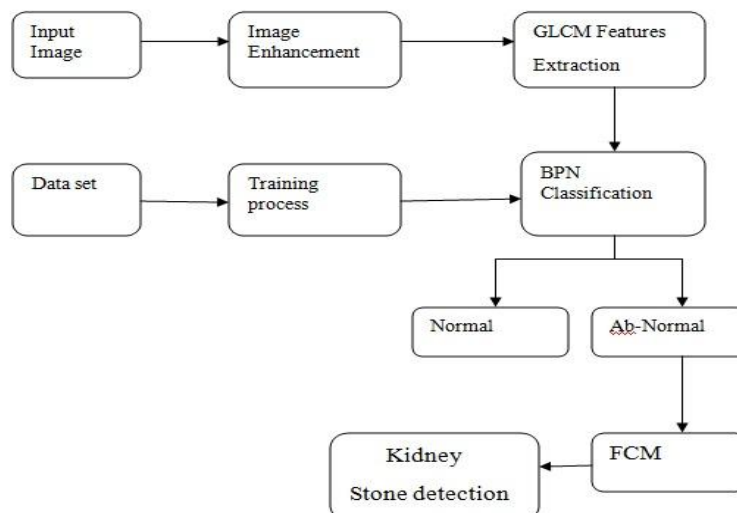 Input
Image
Image
Enhancement
GLCM Features
Extraction
Data set
Training
process
BPN
Classification
Normal
Ab-Normal
FCM
Kidney
Stone detection